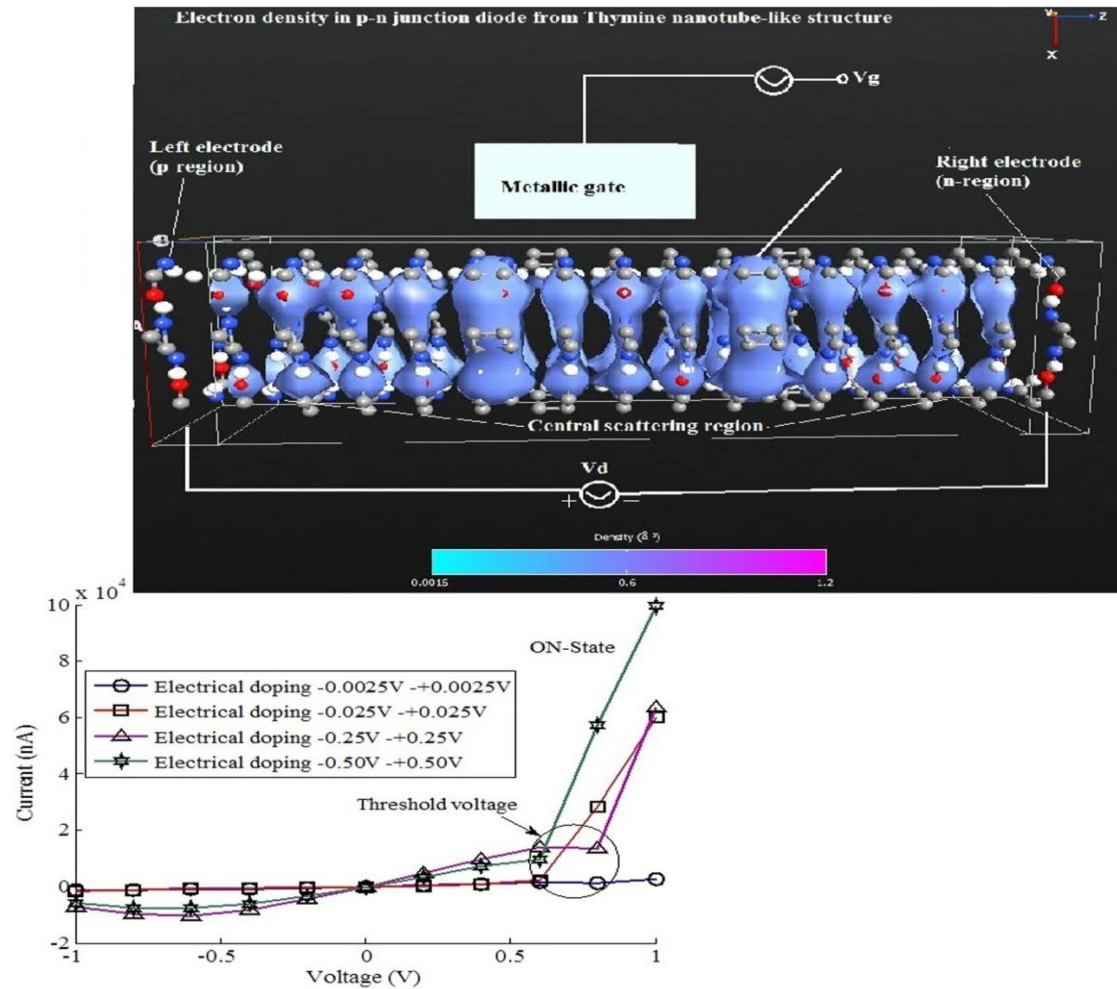 Electron density in p-n junction diode from Thymine nanotube-like structure
Y
Z
X
Vg
Left electrode
(p region)
Metallic gate
Right electrode
(n-region)
Central scattering region
Vd
+ −
0.0015 0.6 1.2
x 10⁴
10
8
6
4
2
0
-2
ON-State
Electrical doping -0.0025V -+0.0025V
Electrical doping -0.025V -+0.025V
Electrical doping -0.25V -+0.25V
Electrical doping -0.50V -+0.50V
Threshold voltage
Current (nA)
-1 -0.5 0 0.5 1
Voltage (V)